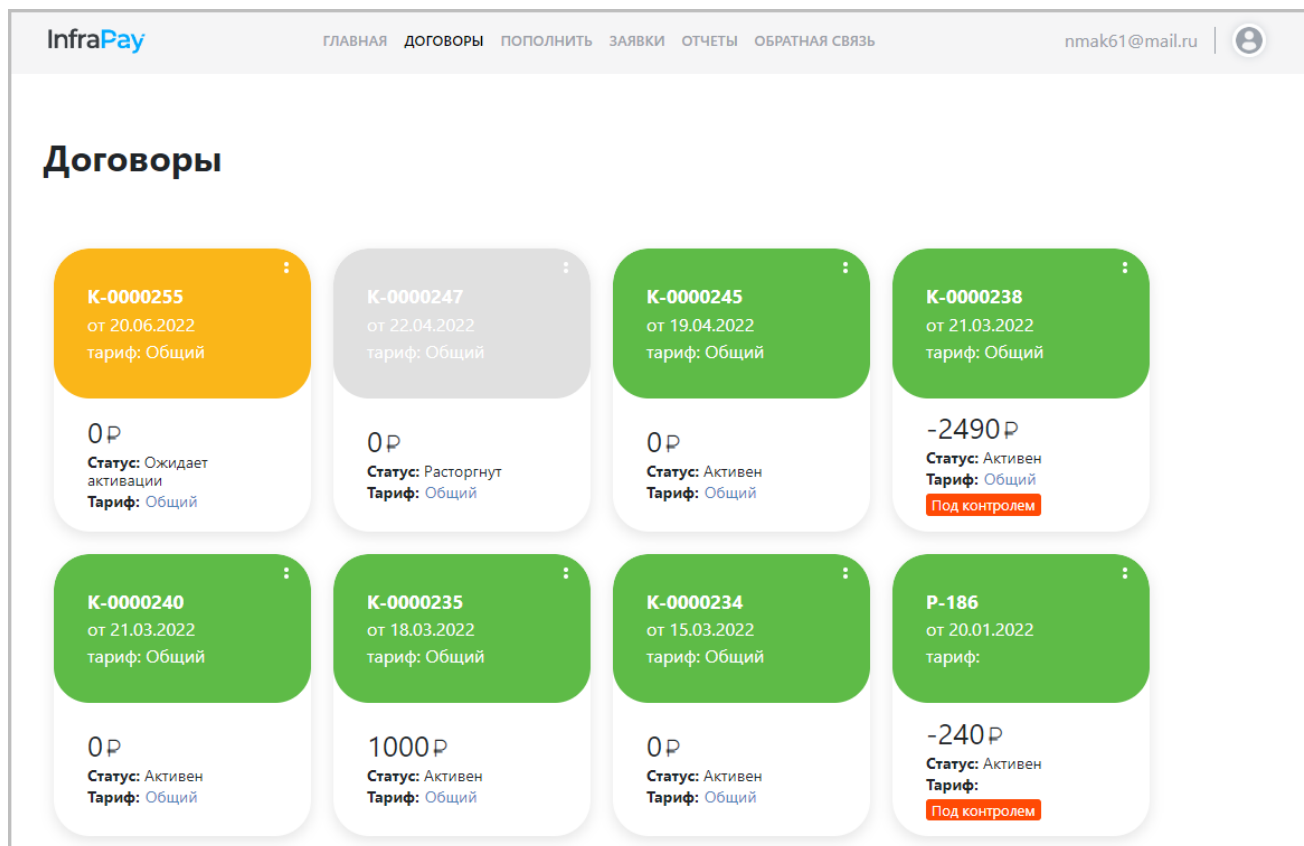 InfraPay
ГЛАВНАЯ ДОГОВОРЫ ПОПОЛНИТЬ ЗАЯВКИ ОТЧЕТЫ ОБРАТНАЯ СВЯЗЬ
nmak61@mail.ru
Договоры
К-0000255
от 20.06.2022
тариф: Общий
0₽
Статус: Ожидает
активации
Тариф: Общий
К-0000247
от 22.04.2022
тариф: Общий
0₽
Статус: Расторгнут
Тариф: Общий
К-0000245
от 19.04.2022
тариф: Общий
0₽
Статус: Активен
Тариф: Общий
К-0000238
от 21.03.2022
тариф: Общий
-2490₽
Статус: Активен
Тариф: Общий
Под контролем
К-0000240
от 21.03.2022
тариф: Общий
0₽
Статус: Активен
Тариф: Общий
К-0000235
от 18.03.2022
тариф: Общий
1000₽
Статус: Активен
Тариф: Общий
К-0000234
от 15.03.2022
тариф: Общий
0₽
Статус: Активен
Тариф: Общий
Р-186
от 20.01.2022
тариф:
-240₽
Статус: Активен
Тариф:
Под контролем